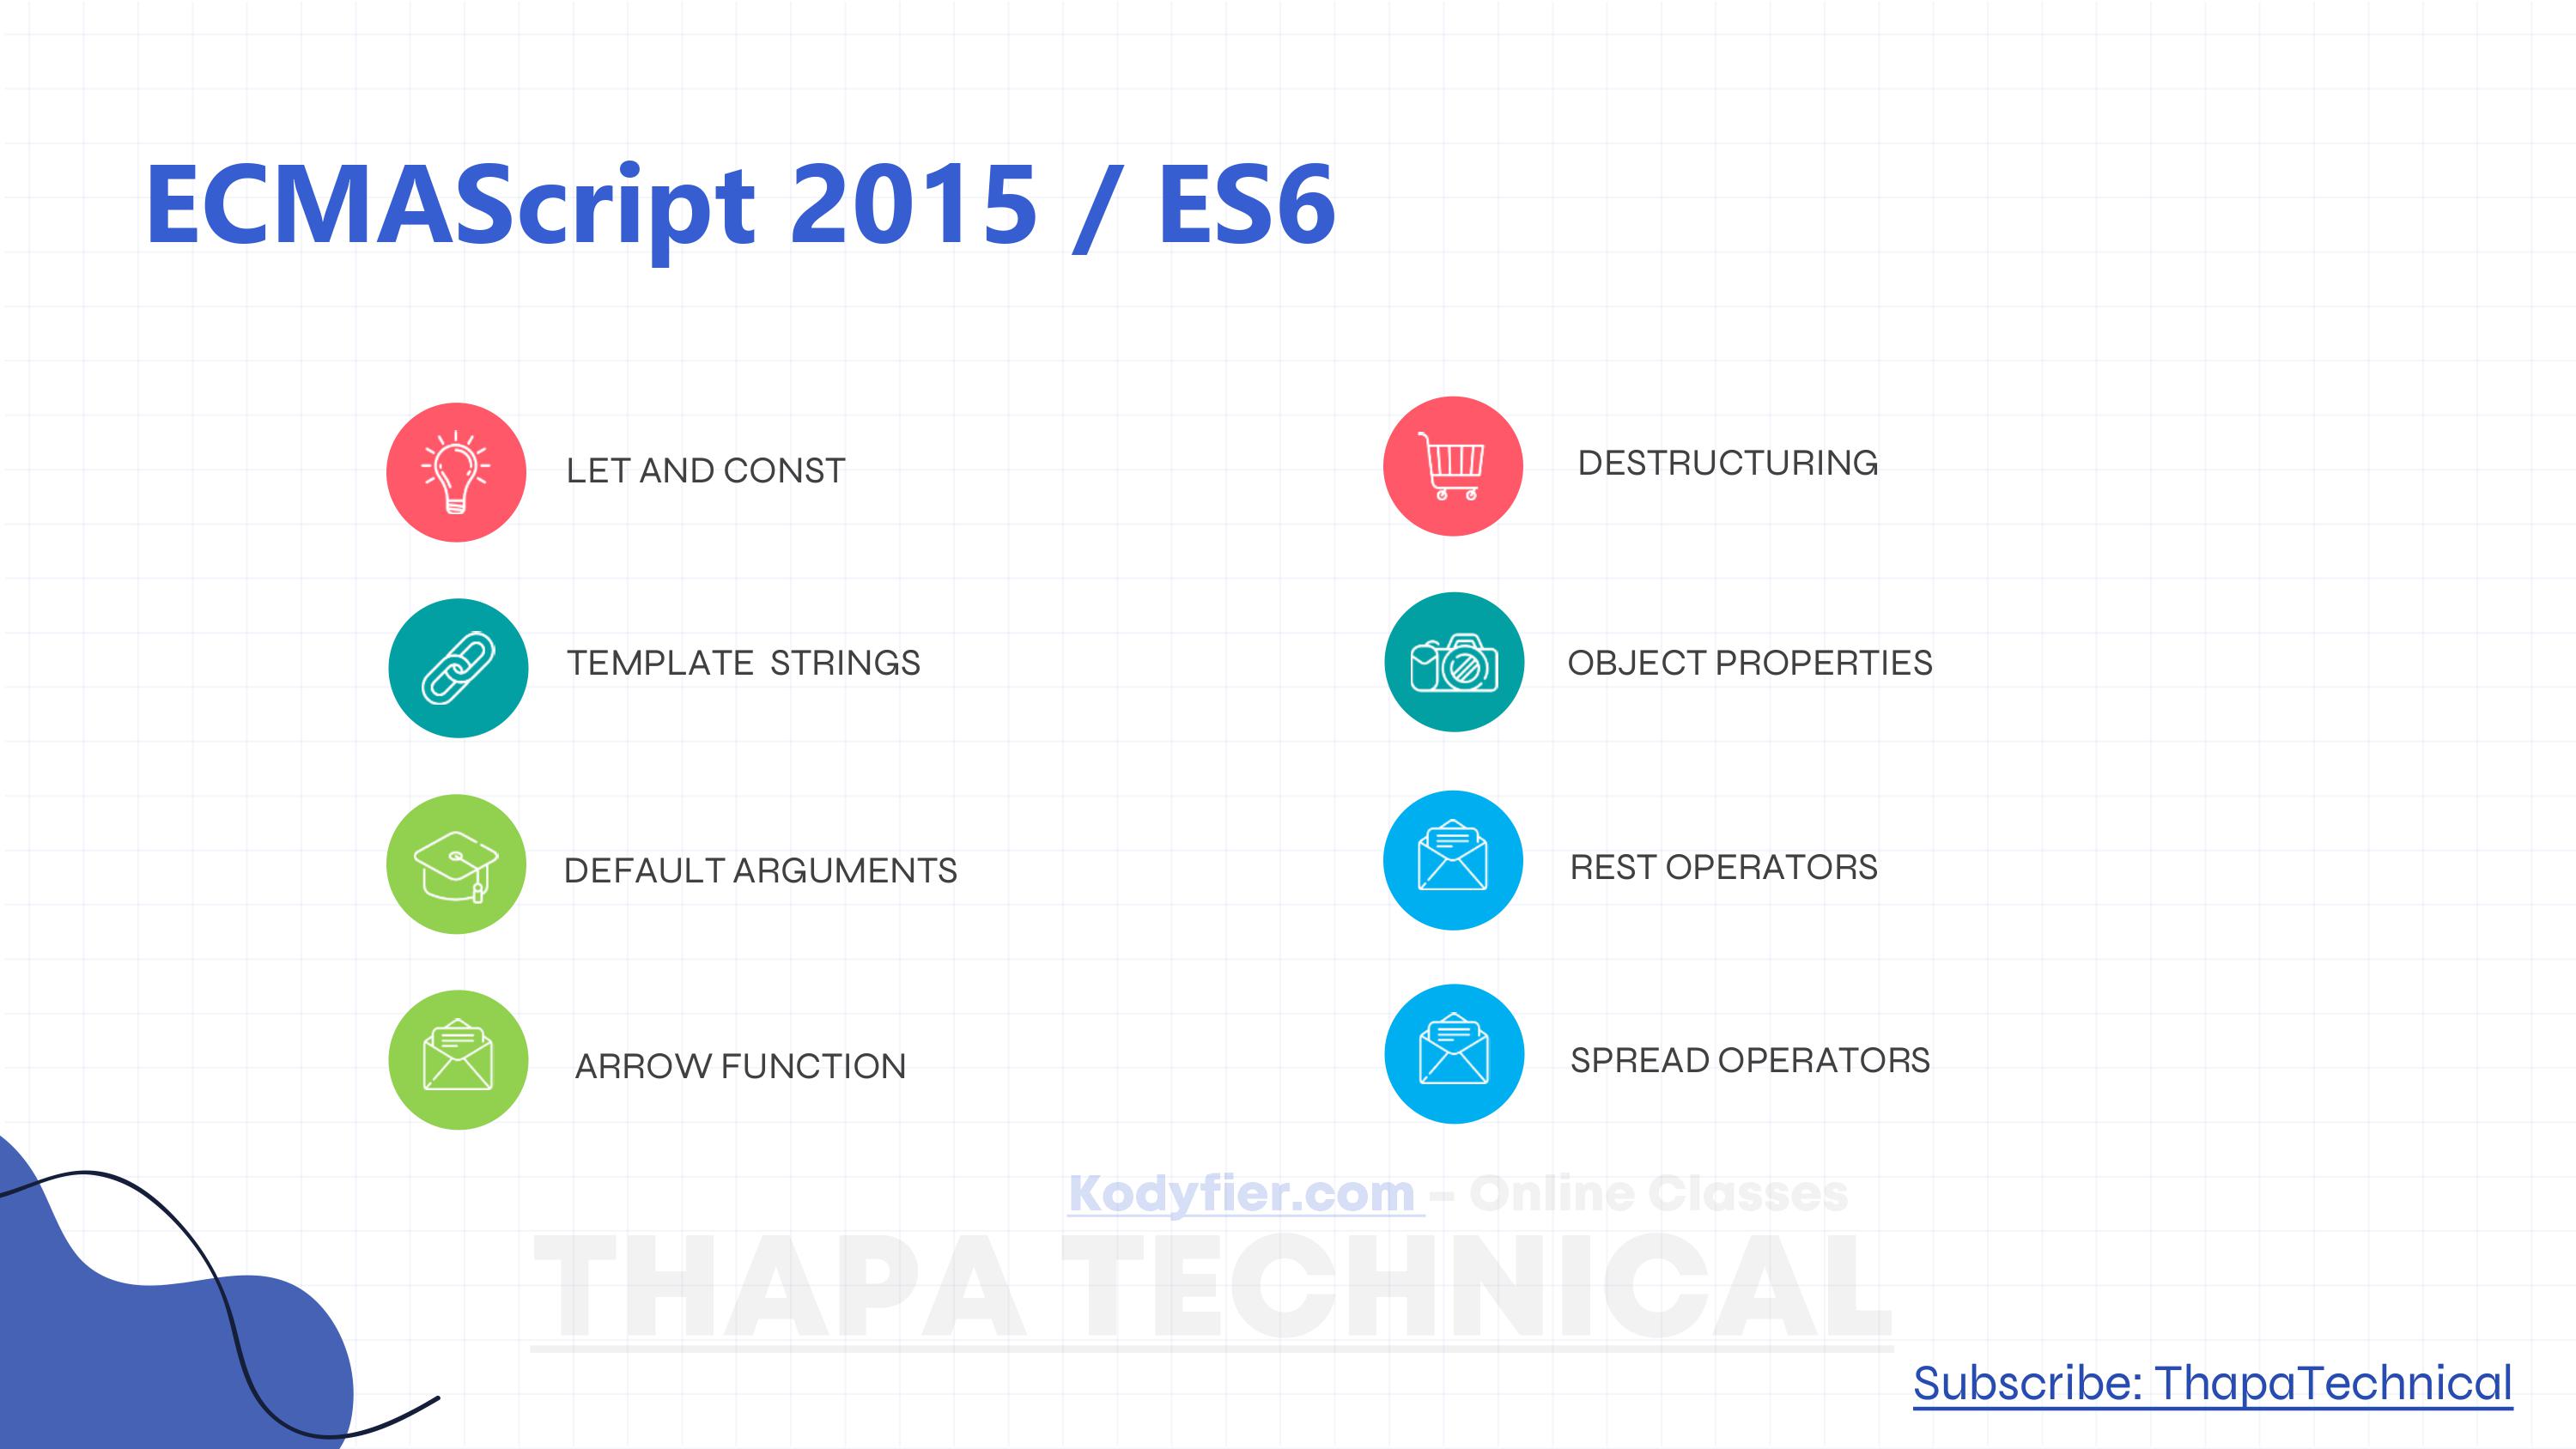 ECMAScript 2015 / ES6
LET AND CONST
TEMPLATE STRINGS
DEFAULT ARGUMENTS
ARROW FUNCTION
DESTRUCTURING
OBJECT PROPERTIES
REST OPERATORS
SPREAD OPERATORS
Kodyfier.com - Online Classes
THAPA TECHNICAL
Subscribe: ThapaTechnical